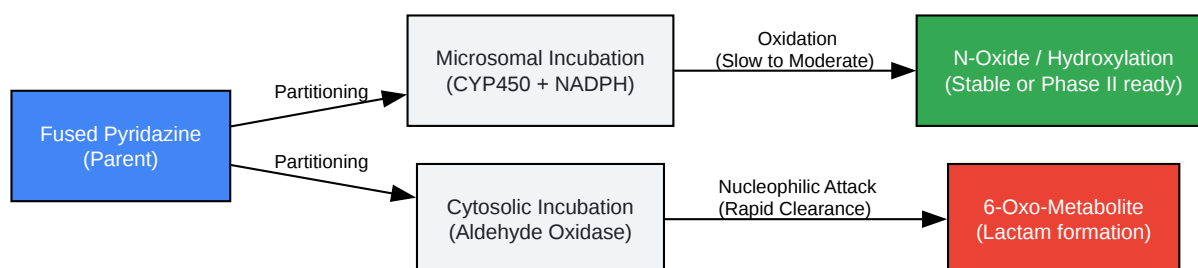 Fused Pyridazine
(Parent)
Partitioning
Partitioning
Microsomal Incubation
(CYP450 + NADPH)
Oxidation
(Slow to Moderate)
N-Oxide / Hydroxylation
(Stable or Phase II ready)
Cytosolic Incubation
(Aldehyde Oxidase)
Nucleophilic Attack
(Rapid Clearance)
6-Oxo-Metabolite
(Lactam formation)